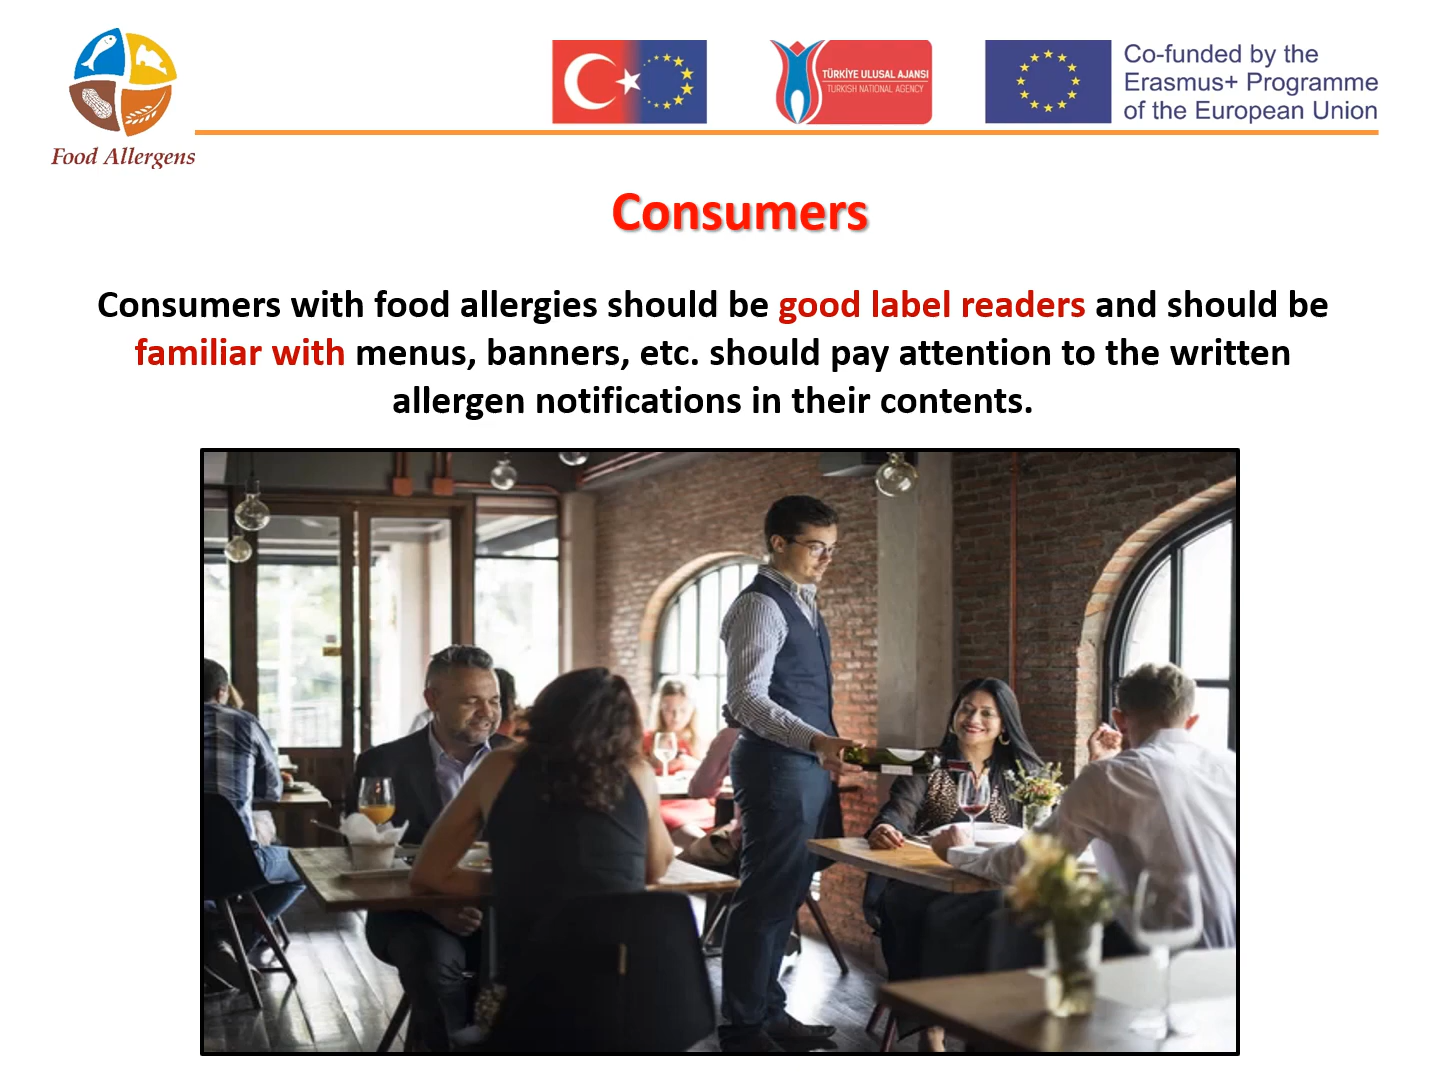 Food Allergens
TÜRKİYE ULUSAL AJANSI
TURKISH NATIONAL AGENCY
Co-funded by the
Erasmus+ Programme
of the European Union
Consumers
Consumers with food allergies should be good label readers and should be
familiar with menus, banners, etc. should pay attention to the written
allergen notifications in their contents.